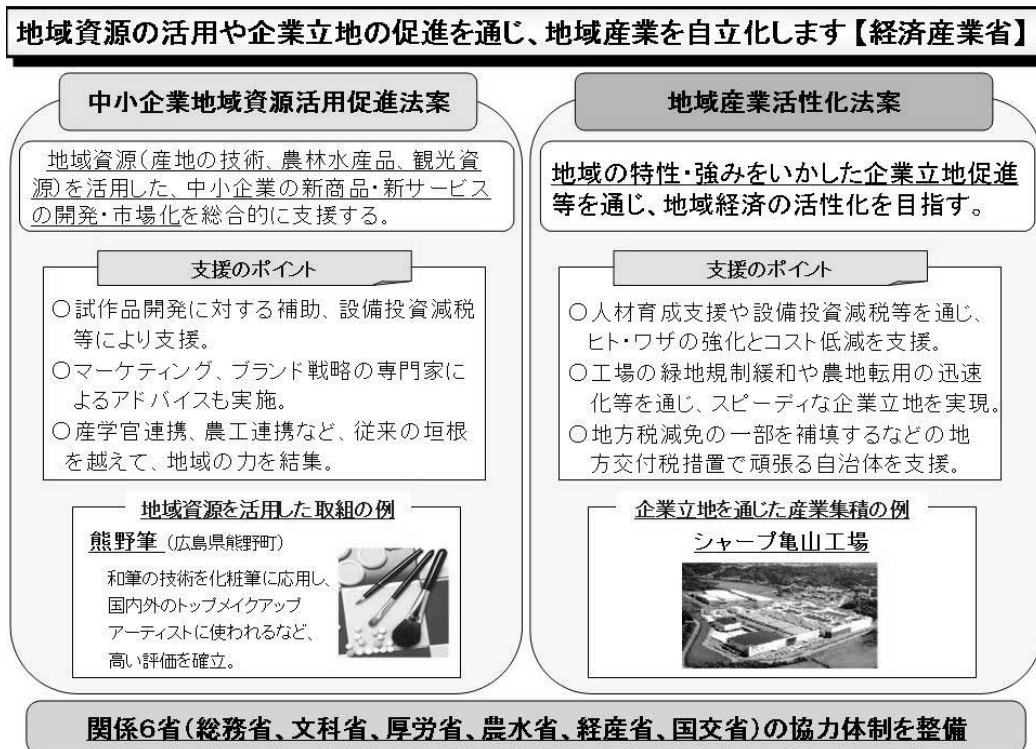 地域資源の活用や企業立地の促進を通じ、地域産業を自立化します【経済産業省】
中小企業地域資源活用促進法案
地域資源(産地の技術、農林水産品、観光資
源)を活用した、中小企業の新商品・新サービス
の開発・市場化を総合的に支援する。
支援のポイント
○試作品開発に対する補助、設備投資減税
等により支援。
○マーケティング、ブランド戦略の専門家に
よるアドバイスも実施。
○産学官連携、農工連携など、従来の垣根
を越えて、地域の力を結集。
地域資源を活用した取組の例
熊野筆(広島県熊野町)
和筆の技術を化粧筆に応用し、
国内外のトップメイクアップ
アーティストに使われるなど、
高い評価を確立。
地域産業活性化法案
地域の特性・強みをいかした企業立地促進
等を通じ、地域経済の活性化を目指す。
支援のポイント
○人材育成支援や設備投資減税等を通じ、
ヒト・ワザの強化とコスト低減を支援。
○工場の緑地規制緩和や農地転用の迅速
化等を通じ、スピーディな企業立地を実現。
○地方税減免の一部を補填するなどの地
方交付税措置で頑張る自治体を支援。
企業立地を通じた産業集積の例
シャープ亀山工場
関係6省(総務省、文科省、厚労省、農水省、経産省、国交省)の協力体制を整備